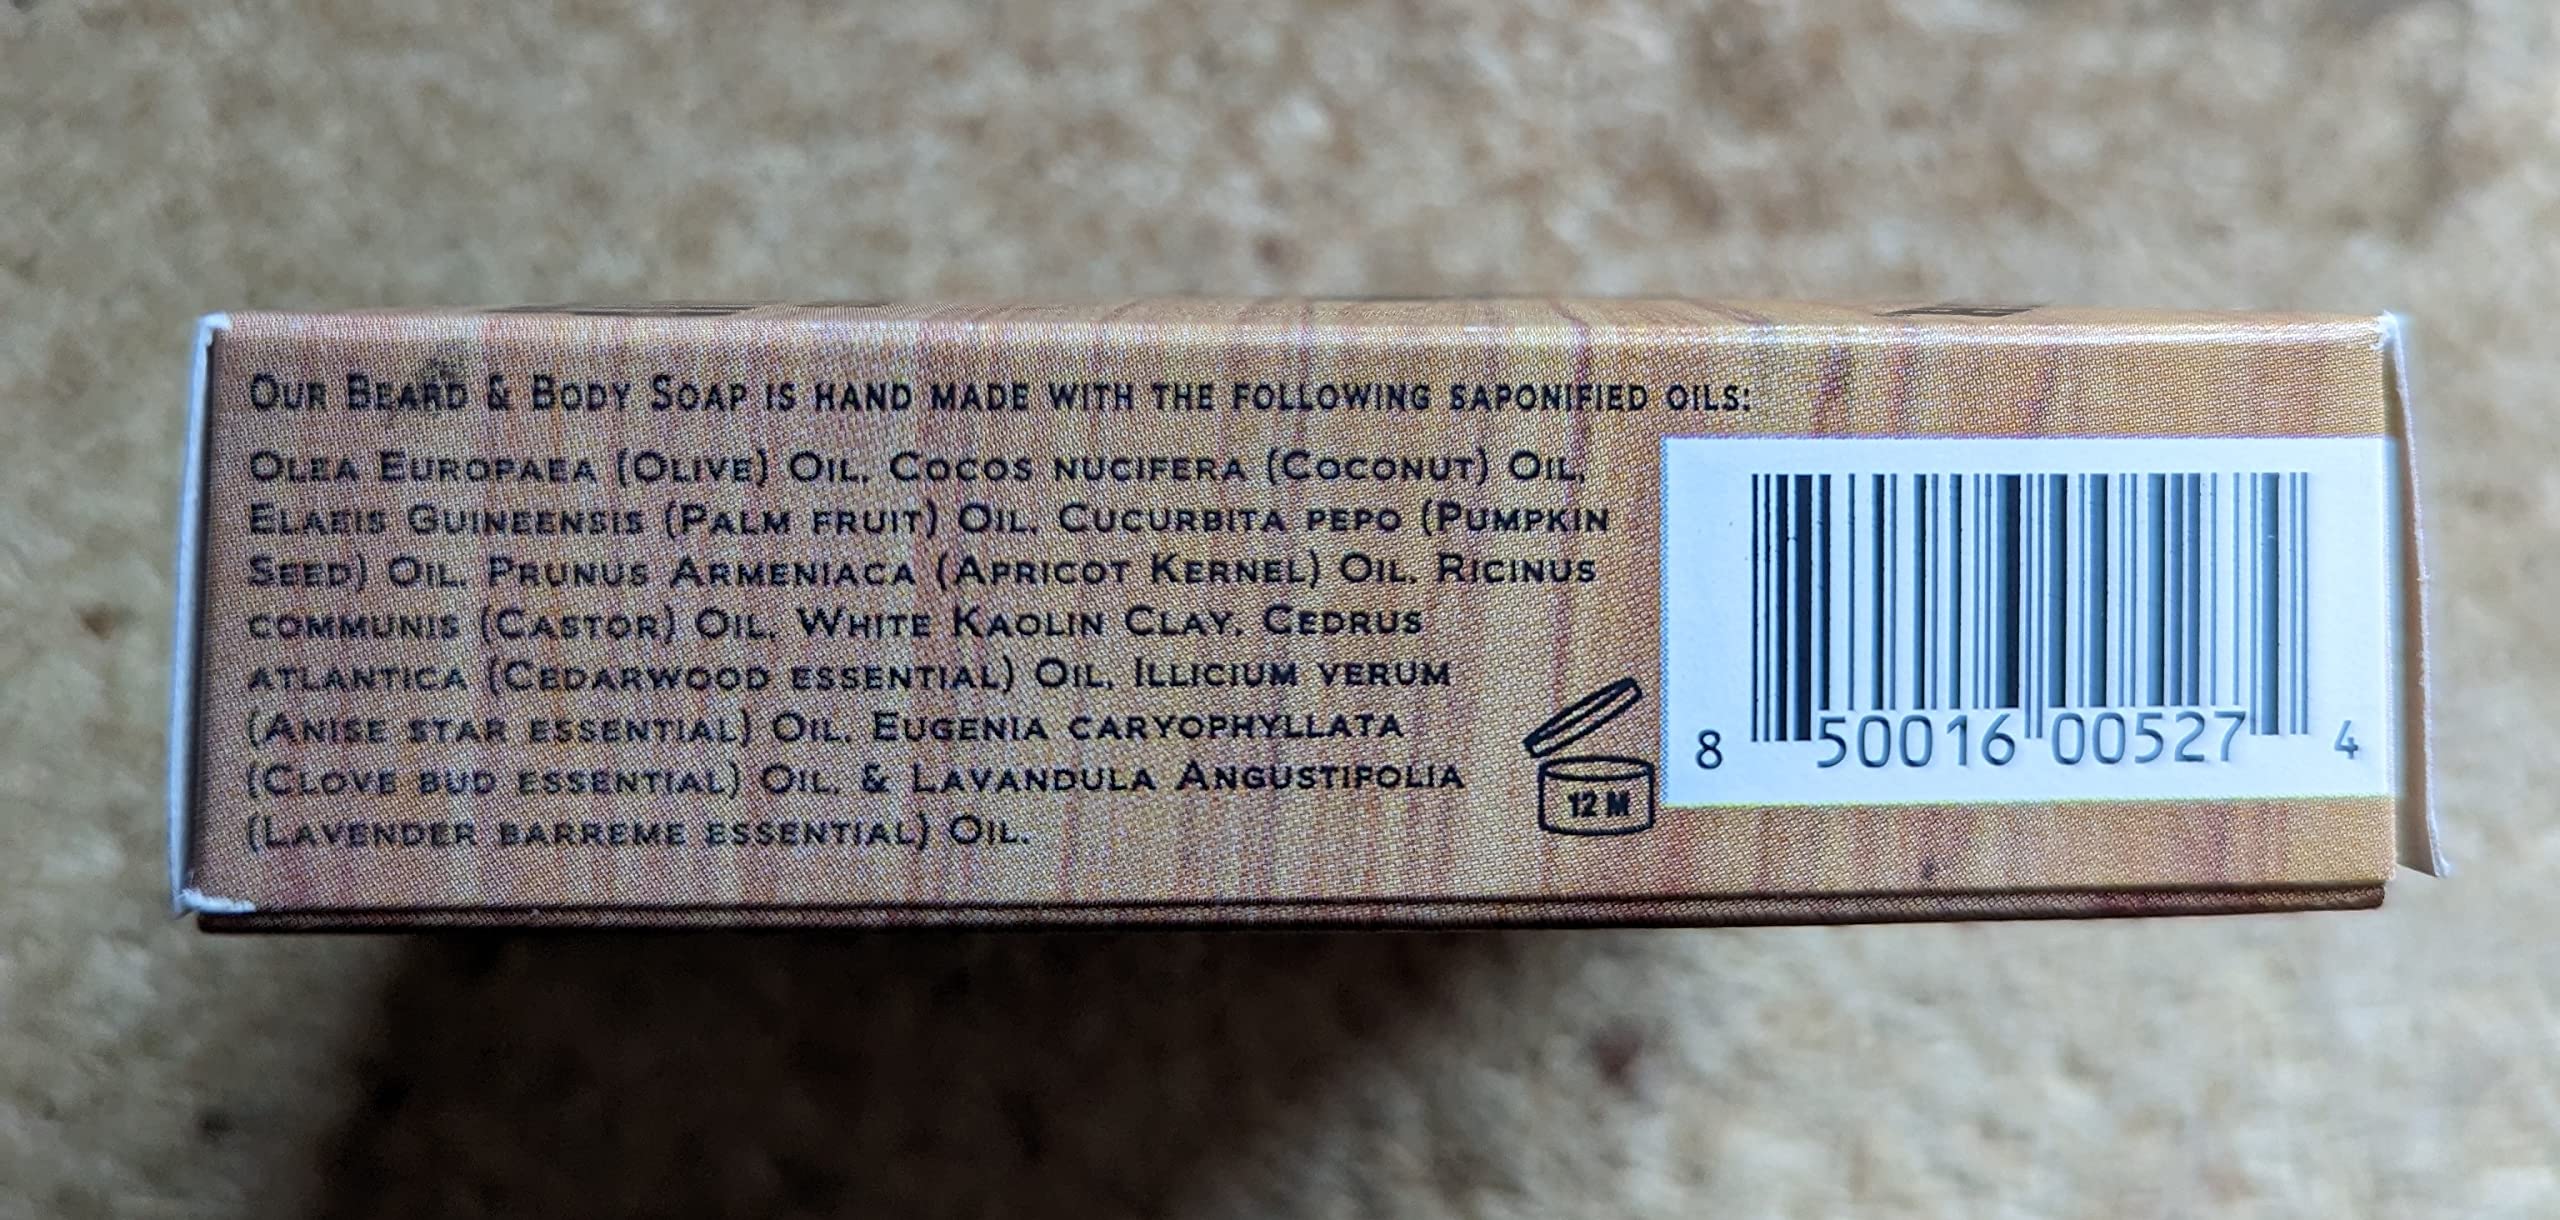 Our Beard & Body Soap is hand made with the following saponified oils:
Olea Europaea (Olive) Oil, Cocos nucifera (Coconut) Oil,
Elaeis Guineensis (Palm fruit) Oil, Cucurbita pepo (Pumpkin
Seed) Oil, Prunus Armeniaca (Apricot Kernel) Oil, Ricinus
communis (Castor) Oil, White Kaolin Clay, Cedrus
atlantica (Cedarwood essential) Oil, Illicium verum
(Anise star essential) Oil, Eugenia caryophyllata
(Clove bud essential) Oil, & Lavandula Angustifolia
(Lavender barreme essential) Oil.
12 M
8 50016 00527 4